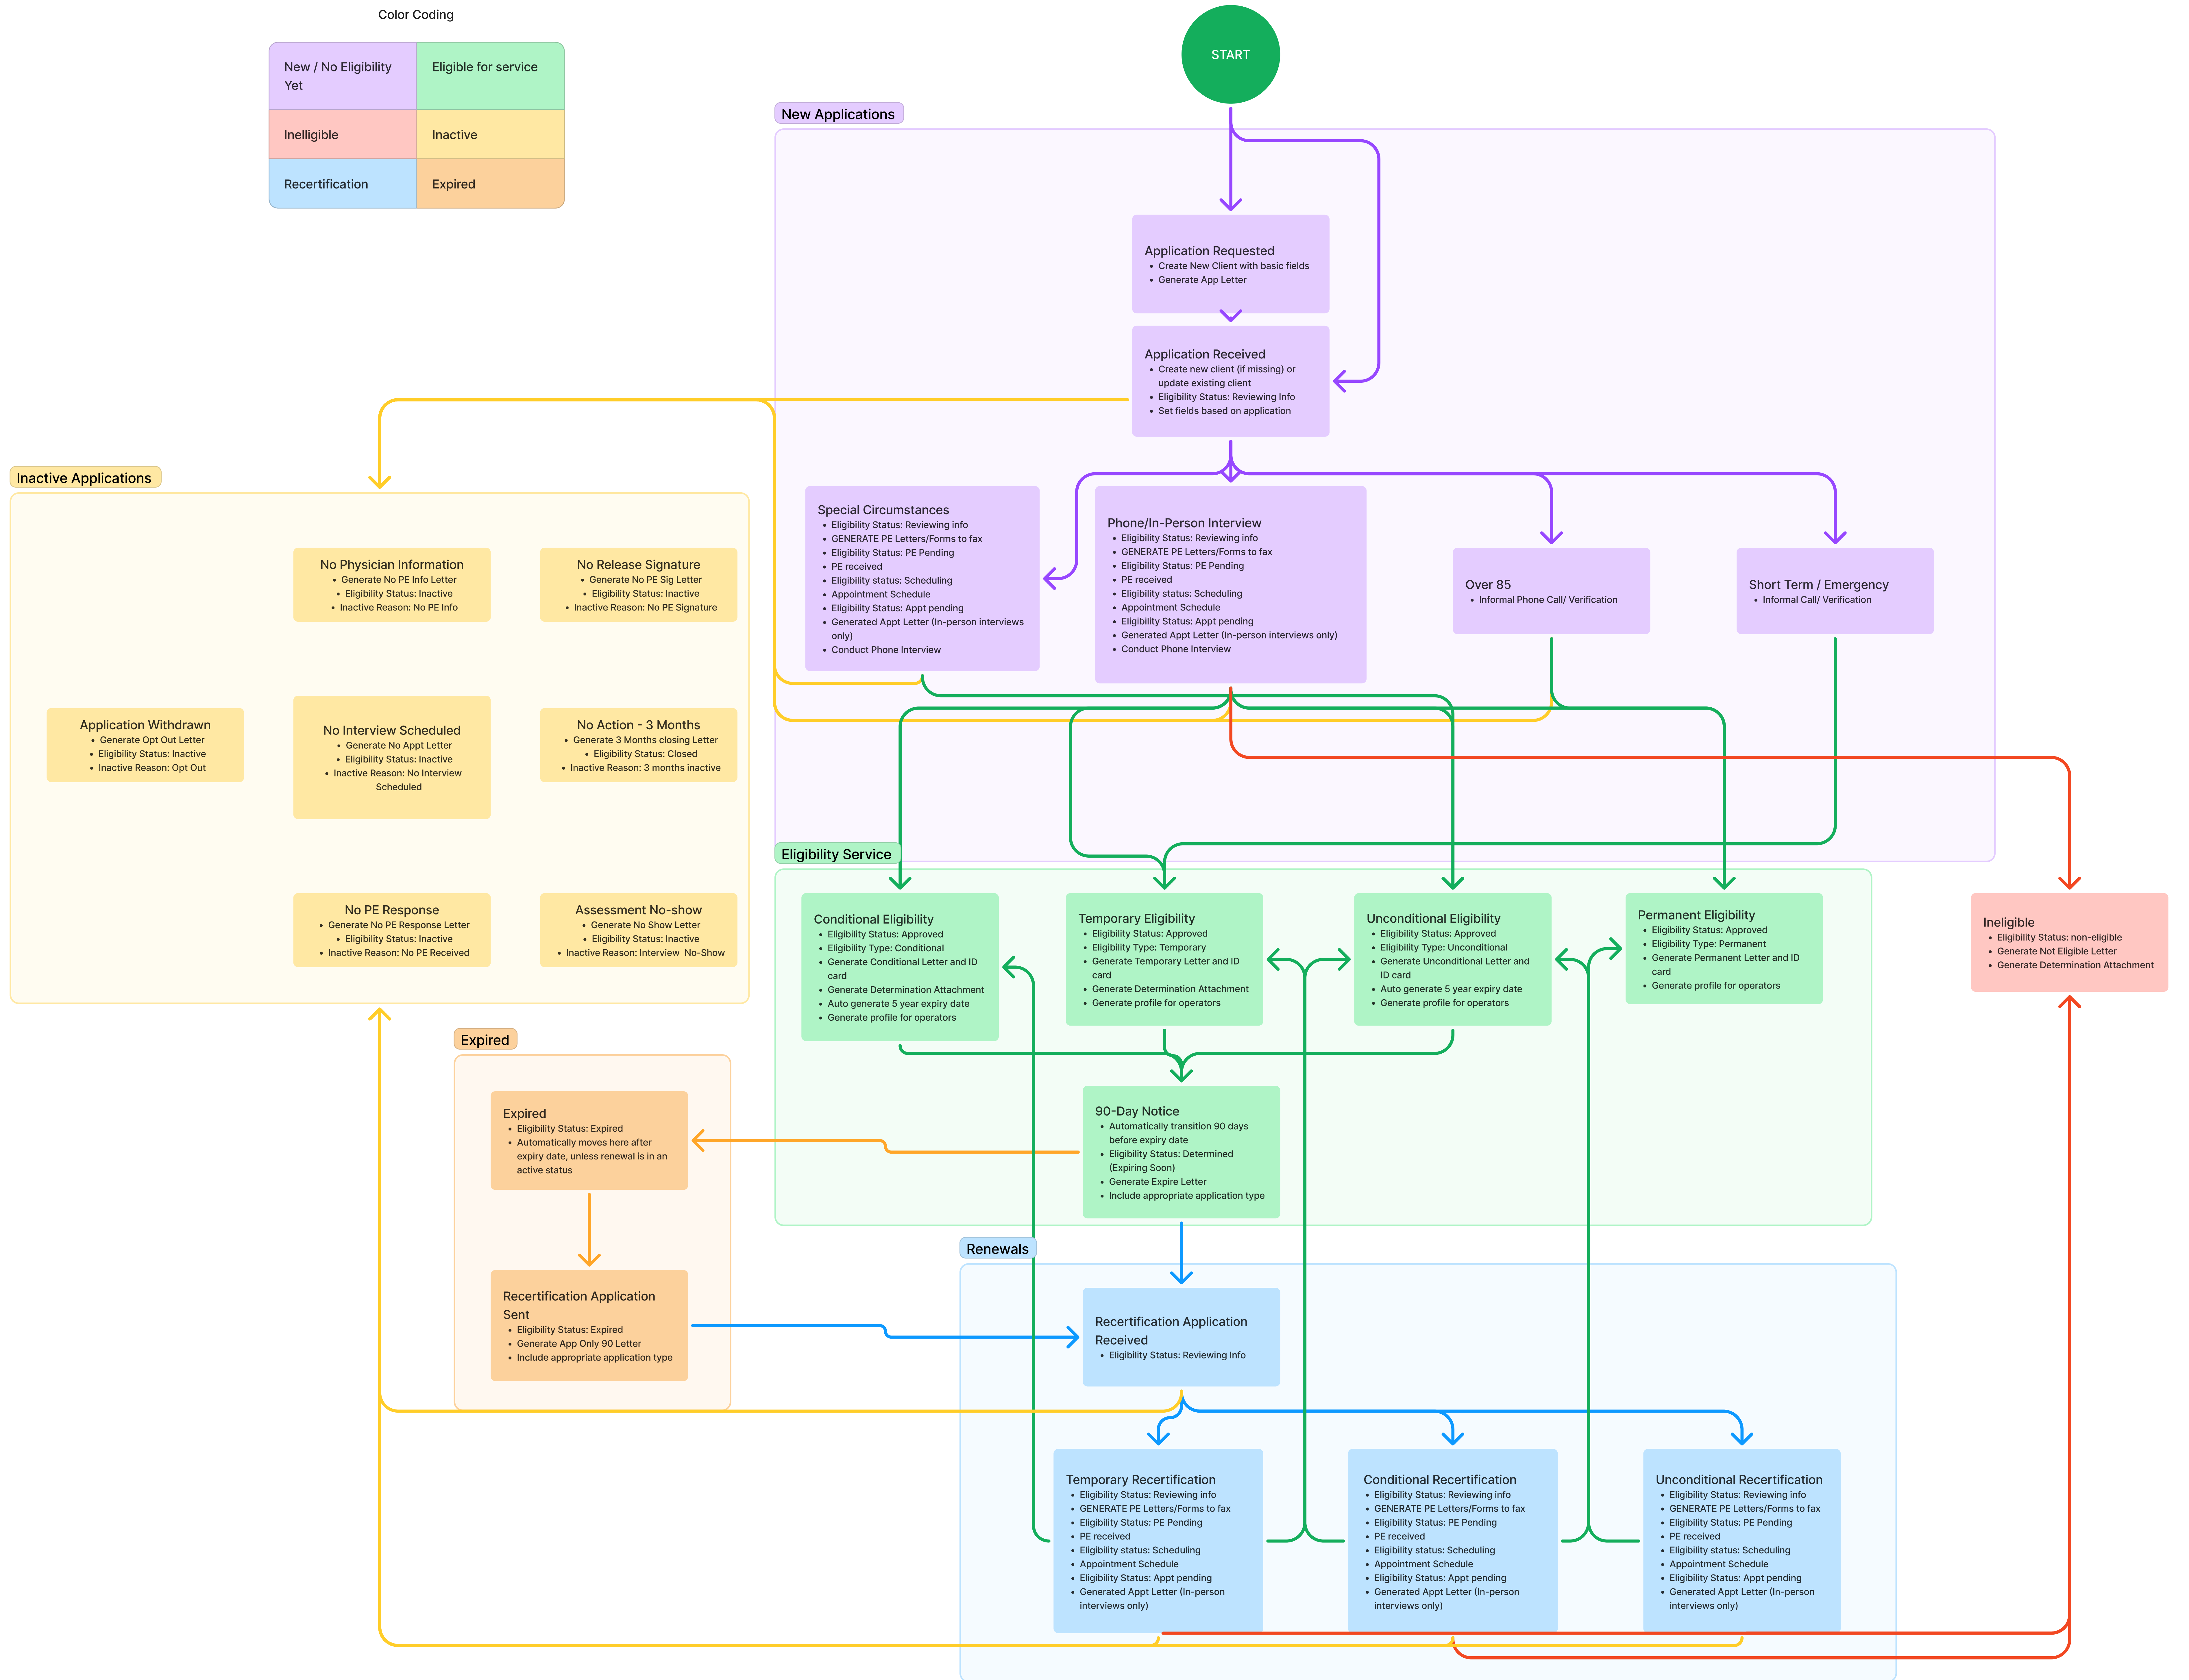 Color Coding
New / No Eligibility
Yet
Eligible for service
Inelligible
Inactive
Recertification
Expired
START
New Applications
Application Requested
• Create New Client with basic fields
• Generate App Letter
Application Received
• Create new client (if missing) or
update existing client
• Eligibility Status: Reviewing Info
• Set fields based on application
Special Circumstances
• Eligibility Status: Reviewing info
• GENERATE PE Letters/Forms to fax
• Eligibility Status: PE Pending
• PE received
• Eligibility status: Scheduling
• Appointment Schedule
• Eligibility Status: Appt pending
• Generated Appt Letter (In-person interviews
only)
• Conduct Phone Interview
Phone/In-Person Interview
• Eligibility Status: Reviewing info
• GENERATE PE Letters/Forms to fax
• Eligibility Status: PE Pending
• PE received
• Eligibility status: Scheduling
• Appointment Schedule
• Eligibility Status: Appt pending
• Generated Appt Letter (In-person interviews only)
• Conduct Phone Interview
Over 85
• Informal Phone Call/ Verification
Short Term / Emergency
• Informal Call/ Verification
Inactive Applications
No Physician Information
• Generate No PE Info Letter
• Eligibility Status: Inactive
• Inactive Reason: No PE Info
No Release Signature
• Generate No PE Sig Letter
• Eligibility Status: Inactive
• Inactive Reason: No PE Signature
Application Withdrawn
• Generate Opt Out Letter
• Eligibility Status: Inactive
• Inactive Reason: Opt Out
No Interview Scheduled
• Generate No Appt Letter
• Eligibility Status: Inactive
• Inactive Reason: No Interview
Scheduled
No Action - 3 Months
• Generate 3 Months closing Letter
• Eligibility Status: Closed
• Inactive Reason: 3 months inactive
No PE Response
• Generate No PE Response Letter
• Eligibility Status: Inactive
• Inactive Reason: No PE Received
Assessment No-show
• Generate No Show Letter
• Eligibility Status: Inactive
• Inactive Reason: Interview No-Show
Eligibility Service
Conditional Eligibility
• Eligibility Status: Approved
• Eligibility Type: Conditional
• Generate Conditional Letter and ID
card
• Generate Determination Attachment
• Auto generate 5 year expiry date
• Generate profile for operators
Temporary Eligibility
• Eligibility Status: Approved
• Eligibility Type: Temporary
• Generate Temporary Letter and ID
card
• Generate Determination Attachment
• Generate profile for operators
Unconditional Eligibility
• Eligibility Status: Approved
• Eligibility Type: Unconditional
• Generate Unconditional Letter and
ID card
• Auto generate 5 year expiry date
• Generate profile for operators
Permanent Eligibility
• Eligibility Status: Approved
• Eligibility Type: Permanent
• Generate Permanent Letter and ID
card
• Generate profile for operators
Ineligible
• Eligibility Status: non-eligible
• Generate Not Eligible Letter
• Generate Determination Attachment
90-Day Notice
• Automatically transition 90 days
before expiry date
• Eligibility Status: Determined
(Expiring Soon)
• Generate Expire Letter
• Include appropriate application type
Expired
Expired
• Eligibility Status: Expired
• Automatically moves here after
expiry date, unless renewal is in an
active status
Recertification Application
Sent
• Eligibility Status: Expired
• Generate App Only 90 Letter
• Include appropriate application type
Renewals
Recertification Application
Received
• Eligibility Status: Reviewing Info
Temporary Recertification
• Eligibility Status: Reviewing info
• GENERATE PE Letters/Forms to fax
• Eligibility Status: PE Pending
• PE received
• Eligibility status: Scheduling
• Appointment Schedule
• Eligibility Status: Appt pending
• Generated Appt Letter (In-person
interviews only)
Conditional Recertification
• Eligibility Status: Reviewing info
• GENERATE PE Letters/Forms to fax
• Eligibility Status: PE Pending
• PE received
• Eligibility status: Scheduling
• Appointment Schedule
• Eligibility Status: Appt pending
• Generated Appt Letter (In-person
interviews only)
Unconditional Recertification
• Eligibility Status: Reviewing info
• GENERATE PE Letters/Forms to fax
• Eligibility Status: PE Pending
• PE received
• Eligibility status: Scheduling
• Appointment Schedule
• Eligibility Status: Appt pending
• Generated Appt Letter (In-person
interviews only)